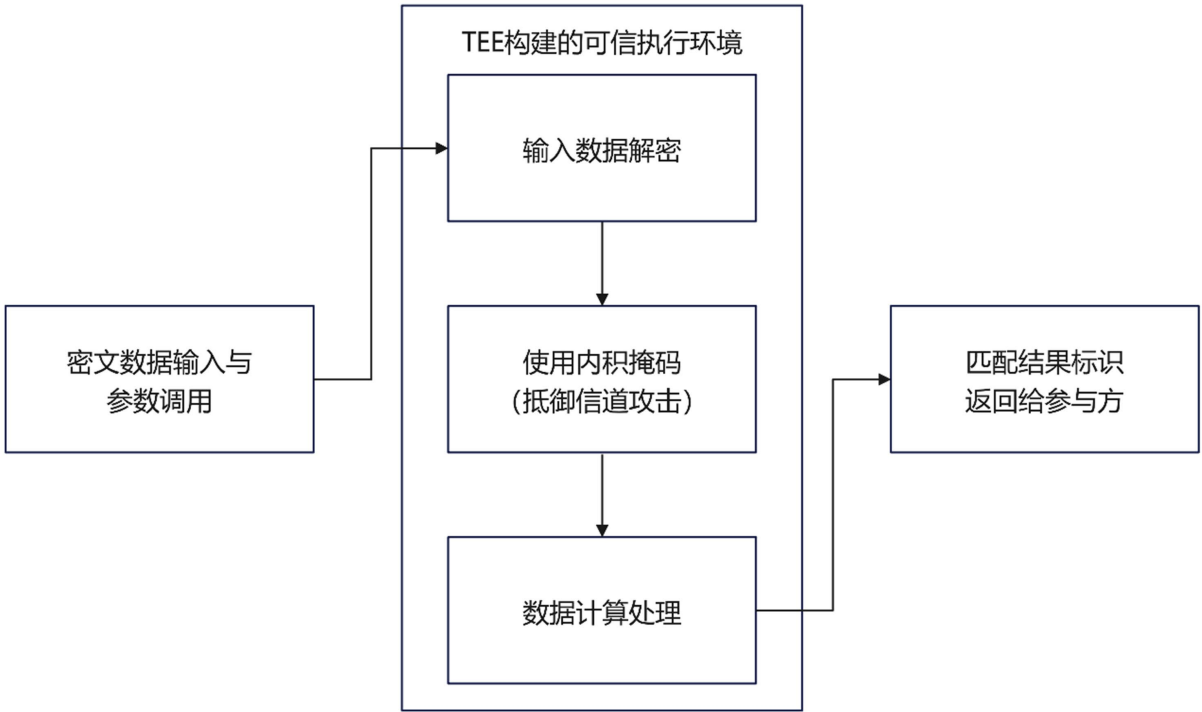 TEE构建的可信执行环境
输入数据解密
密文数据输入与
参数调用
使用内积掩码
（抵御信道攻击）
匹配结果标识
返回给参与方
数据计算处理